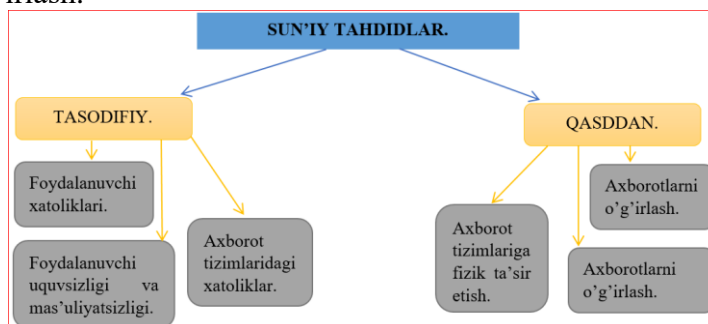 SUN’IY TAHDIDLAR.
TASODIFIY.
QASDDAN.
Foydalanuvchi
xatoliklari.
Foydalanuvchi
uquvsizligi va
mas’uliyatsizligi.
Axborot
tizimlaridagi
xatoliklar.
Axborot
tizimlariga
fizik ta’sir
etish.
Axborotlarni
o’g’irlash.
Axborotlarni
o’g’irlash.